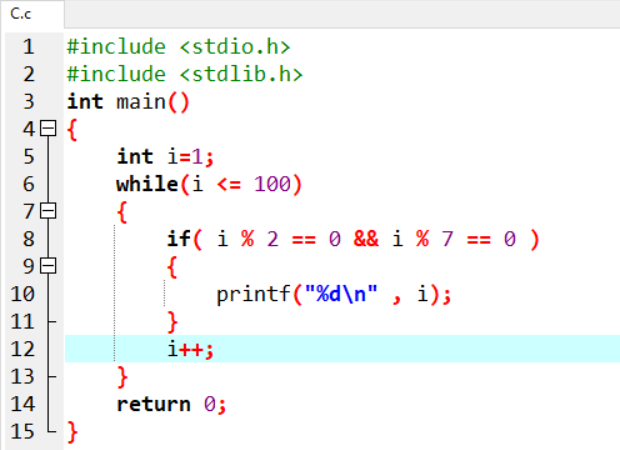 C.c
1 #include <stdio.h>
2 #include <stdlib.h>
3 int main()
4 {
5 int i=1;
6 while(i <= 100)
7 {
8 if( i % 2 == 0 && i % 7 == 0 )
9 {
10 printf("%d\n" , i);
11 }
12 i++;
13 }
14 return 0;
15 }